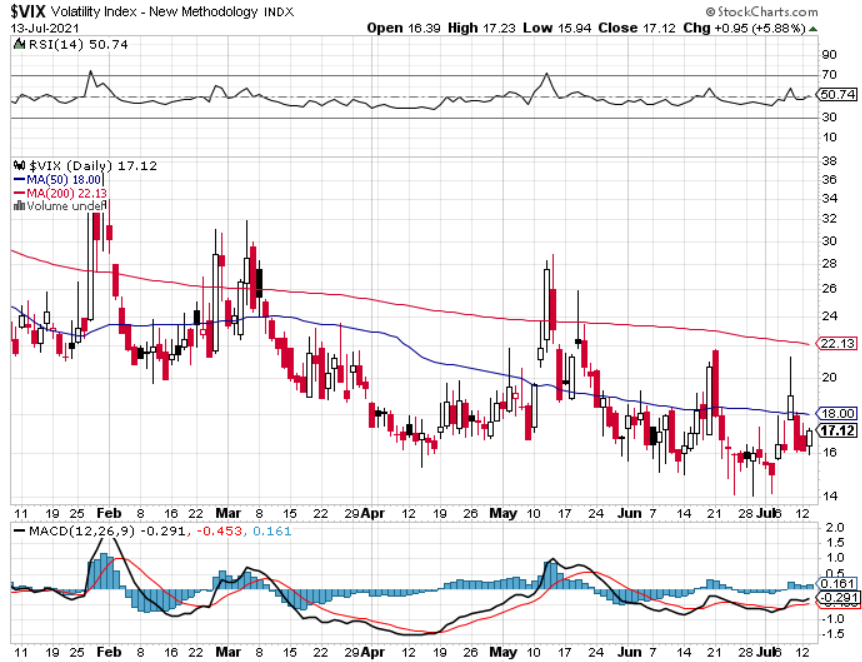 $VIX Volatility Index - New Methodology INDX © StockCharts.com
13-Jul-2021 Open 16.39 High 17.23 Low 15.94 Close 17.12 Chg +0.95 (+5.88%)
RSI(14) 50.74
90
70
50.74
30
10
$VIX (Daily) 17.12
MA(50) 18.00
MA(200) 22.13
Volume undef
38
36
34
32
30
28
26
24
22.13
20
18.00
17.12
16
14
11 19 25 Feb 8 16 22 Mar 8 15 22 29 Apr 12 19 26 May 10 17 24 Jun 7 14 21 28 Jul 6 12
MACD(12,26,9) -0.291, -0.453, 0.161
2.0
1.5
1.0
0.5
0.161
-0.291
-1.0
-1.5
11 19 25 Feb 8 16 22 Mar 8 15 22 29 Apr 12 19 26 May 10 17 24 Jun 7 14 21 28 Jul 6 12